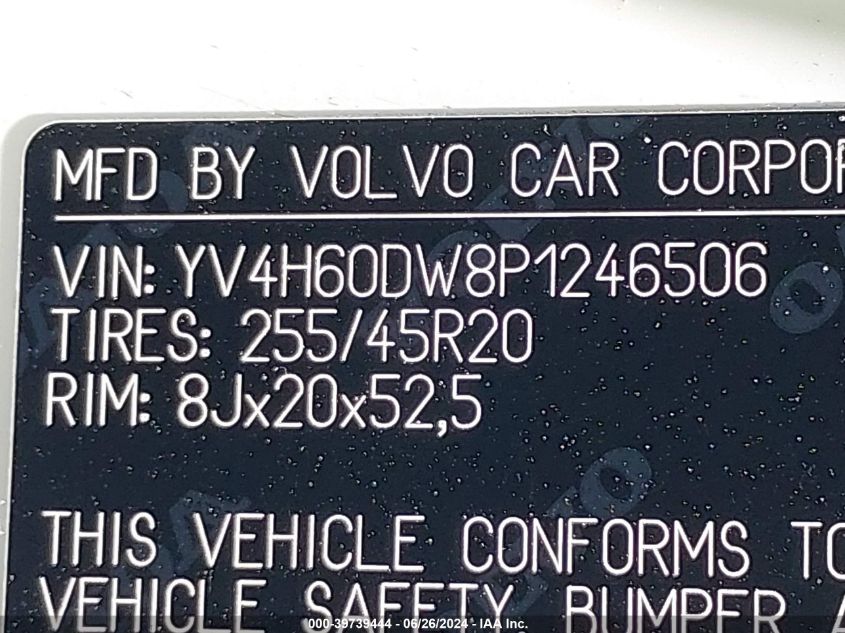 MFD BY VOLVO CAR CORPOR
VIN: YV4H60DW8P1246506
TIRES: 255/45R20
RIM: 8Jx20x52,5
THIS VEHICLE CONFORMS TO
VEHICLE SAFETY, BUMPER A
000-39739444 - 06/26/2024 - IAA Inc.